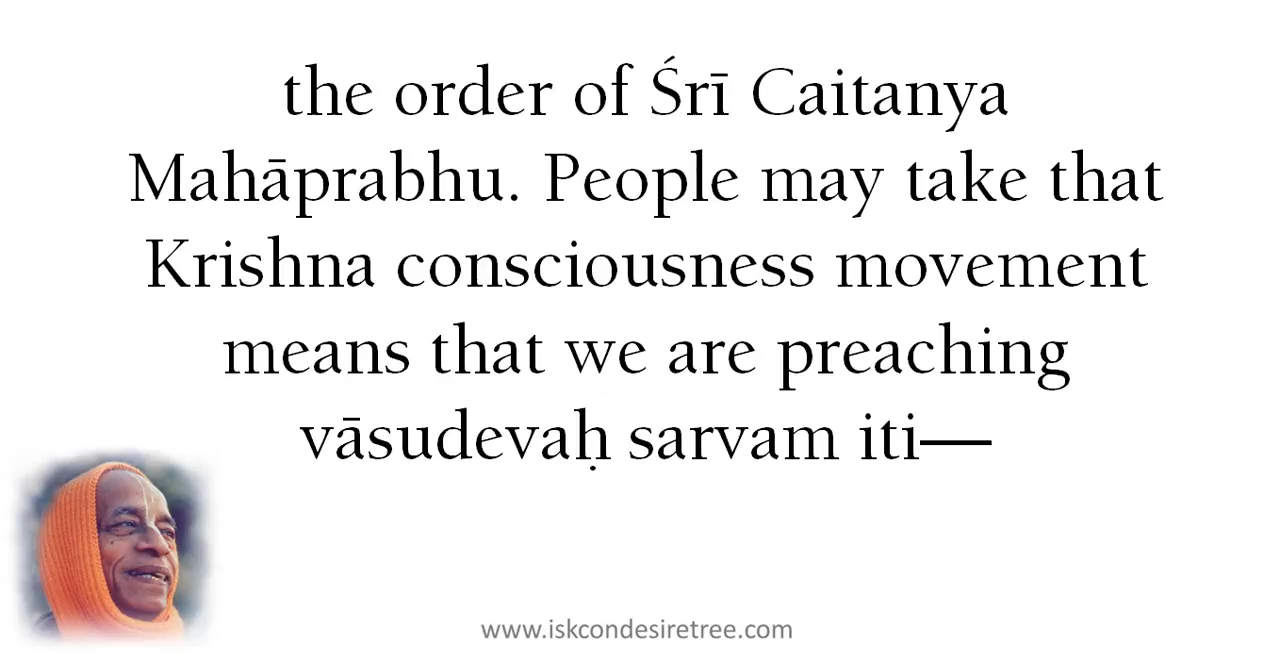 the order of Śrī Caitanya
Mahāprabhu. People may take that
Krishna consciousness movement
means that we are preaching
vāsudevaḥ sarvam iti—
www.iskcondesiretree.com